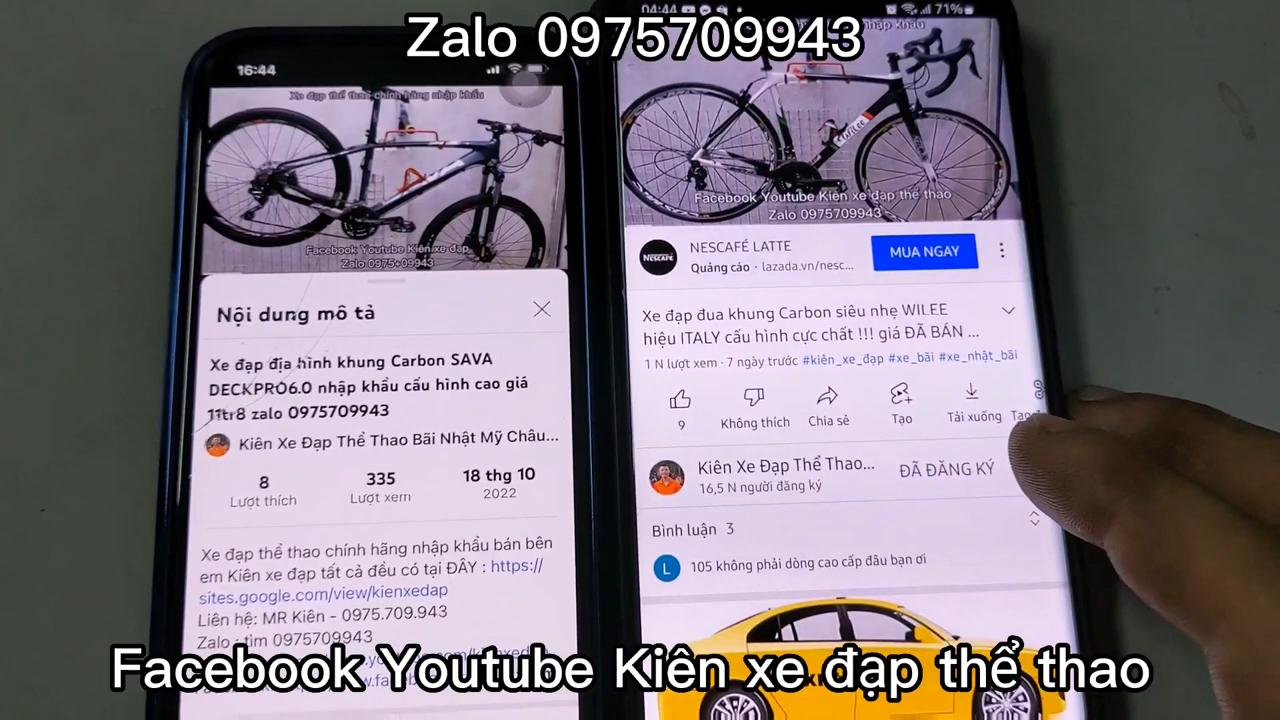 Zalo 0975709943
16:44
Xe đạp thể thao chính hãng nhập khẩu
Facebook Youtube Kiên xe đạp
Nội dung mô tả
Xe đạp địa hình khung Carbon SAVA
DECKPRO6.0 nhập khẩu cấu hình cao giá
11tr8 zalo 0975709943
Kiên Xe Đạp Thể Thao Bãi Nhật Mỹ Châu...
8
335
18 thg 10
Lượt thích
Lượt xem
2022
Xe đạp thể thao chính hãng nhập khẩu bán bên
em Kiên xe đạp tất cả đều có tại ĐÂY : https://
sites.google.com/view/kienxedap
Liên hệ: MR Kiên - 0975.709.943
Zalo : tìm 0975709943
04:44
71%
nhập khẩu
Facebook Youtube Kiên xe đạp thể thao
Zalo 0975709943
NESCAFÉ
NESCAFÉ LATTE
Quảng cáo · lazada.vn/nesc...
MUA NGAY
Xe đạp đua khung Carbon siêu nhẹ WILEE
hiệu ITALY cấu hình cực chất !!! giá ĐÃ BÁN ...
1 N lượt xem · 7 ngày trước #kiên_xe_đạp #xe_bãi #xe_nhật_bãi
9
Không thích
Chia sẻ
Tạo
Tải xuống
Kiên Xe Đạp Thể Thao...
16,5 N người đăng ký
ĐÃ ĐĂNG KÝ
Bình luận 3
L
105 không phải dòng cao cấp đâu bạn ơi
Facebook Youtube Kiên xe đạp thể thao